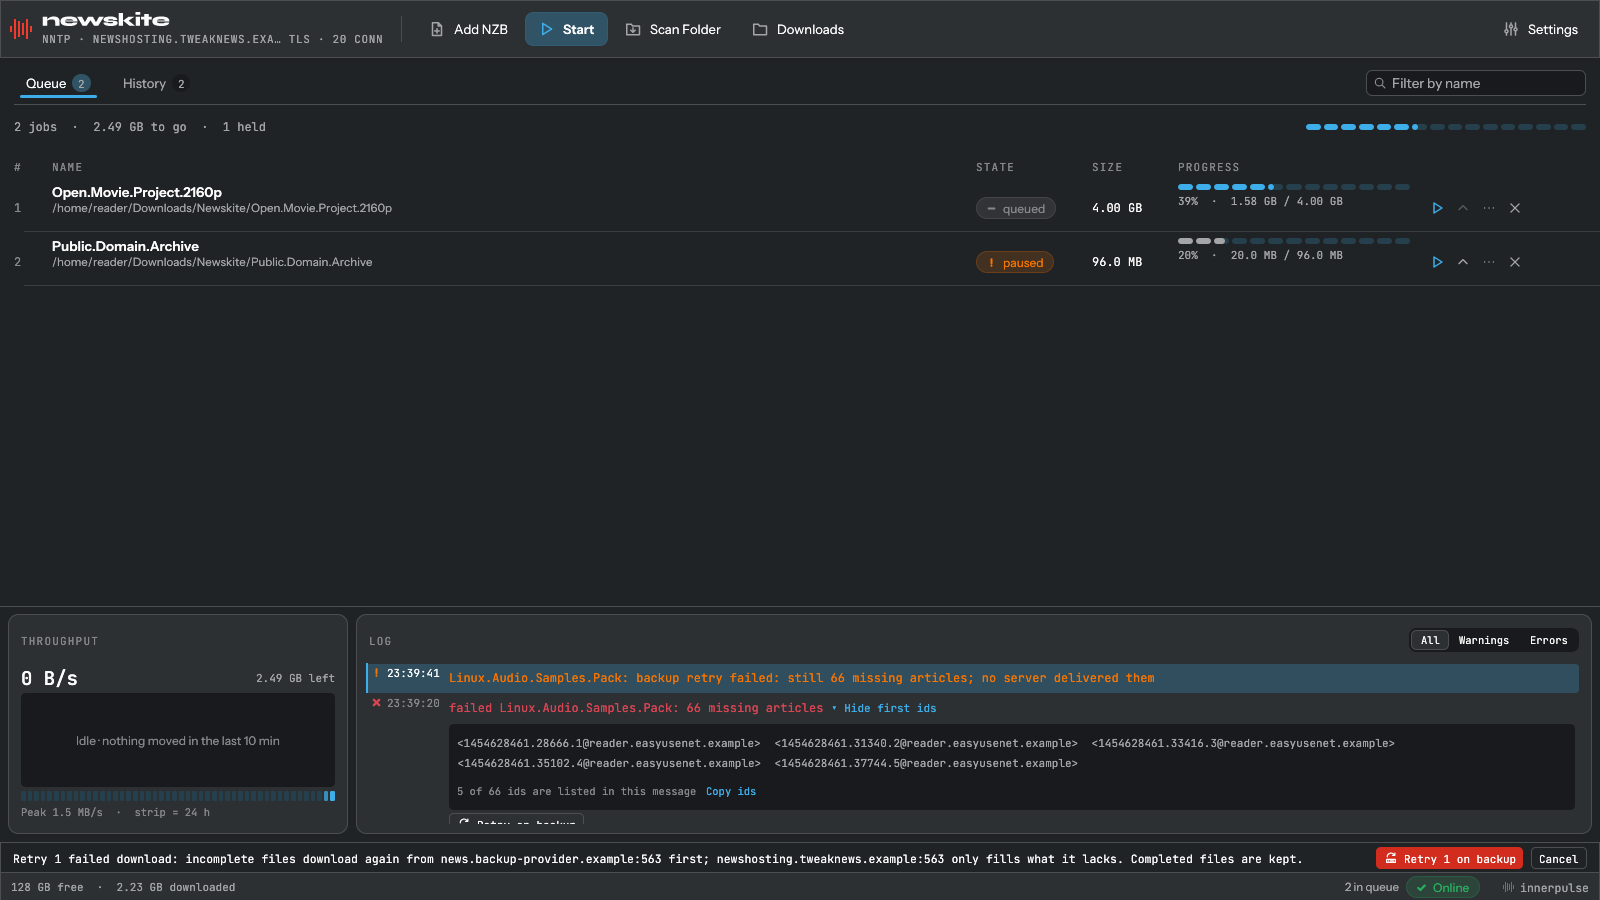 newskite
NNTP · NEWSHOSTING.TWEAKNEWS.EXA… TLS · 20 CONN
Add NZB
Start
Scan Folder
Downloads
Settings
Queue 2
History 2
Filter by name
2 jobs · 2.49 GB to go · 1 held
# NAME STATE SIZE PROGRESS
Open.Movie.Project.2160p
1 /home/reader/Downloads/Newskite/Open.Movie.Project.2160p
queued
4.00 GB
39% · 1.58 GB / 4.00 GB
Public.Domain.Archive
2 /home/reader/Downloads/Newskite/Public.Domain.Archive
paused
96.0 MB
20% · 20.0 MB / 96.0 MB
THROUGHPUT
0 B/s
2.49 GB left
Idle · nothing moved in the last 10 min
Peak 1.5 MB/s · strip = 24 h
LOG
All Warnings Errors
23:39:41 Linux.Audio.Samples.Pack: backup retry failed: still 66 missing articles; no server delivered them
23:39:20 failed Linux.Audio.Samples.Pack: 66 missing articles ▾ Hide first ids
<1454628461.28666.1@reader.easyusenet.example> <1454628461.31340.2@reader.easyusenet.example> <1454628461.33416.3@reader.easyusenet.example>
<1454628461.35102.4@reader.easyusenet.example> <1454628461.37744.5@reader.easyusenet.example>
5 of 66 ids are listed in this message Copy ids
Retry on backup
Retry 1 failed download: incomplete files download again from news.backup-provider.example:563 first; newshosting.tweaknews.example:563 only fills what it lacks. Completed files are kept.
Retry 1 on backup
Cancel
128 GB free · 2.23 GB downloaded
2 in queue
Online
innerpulse